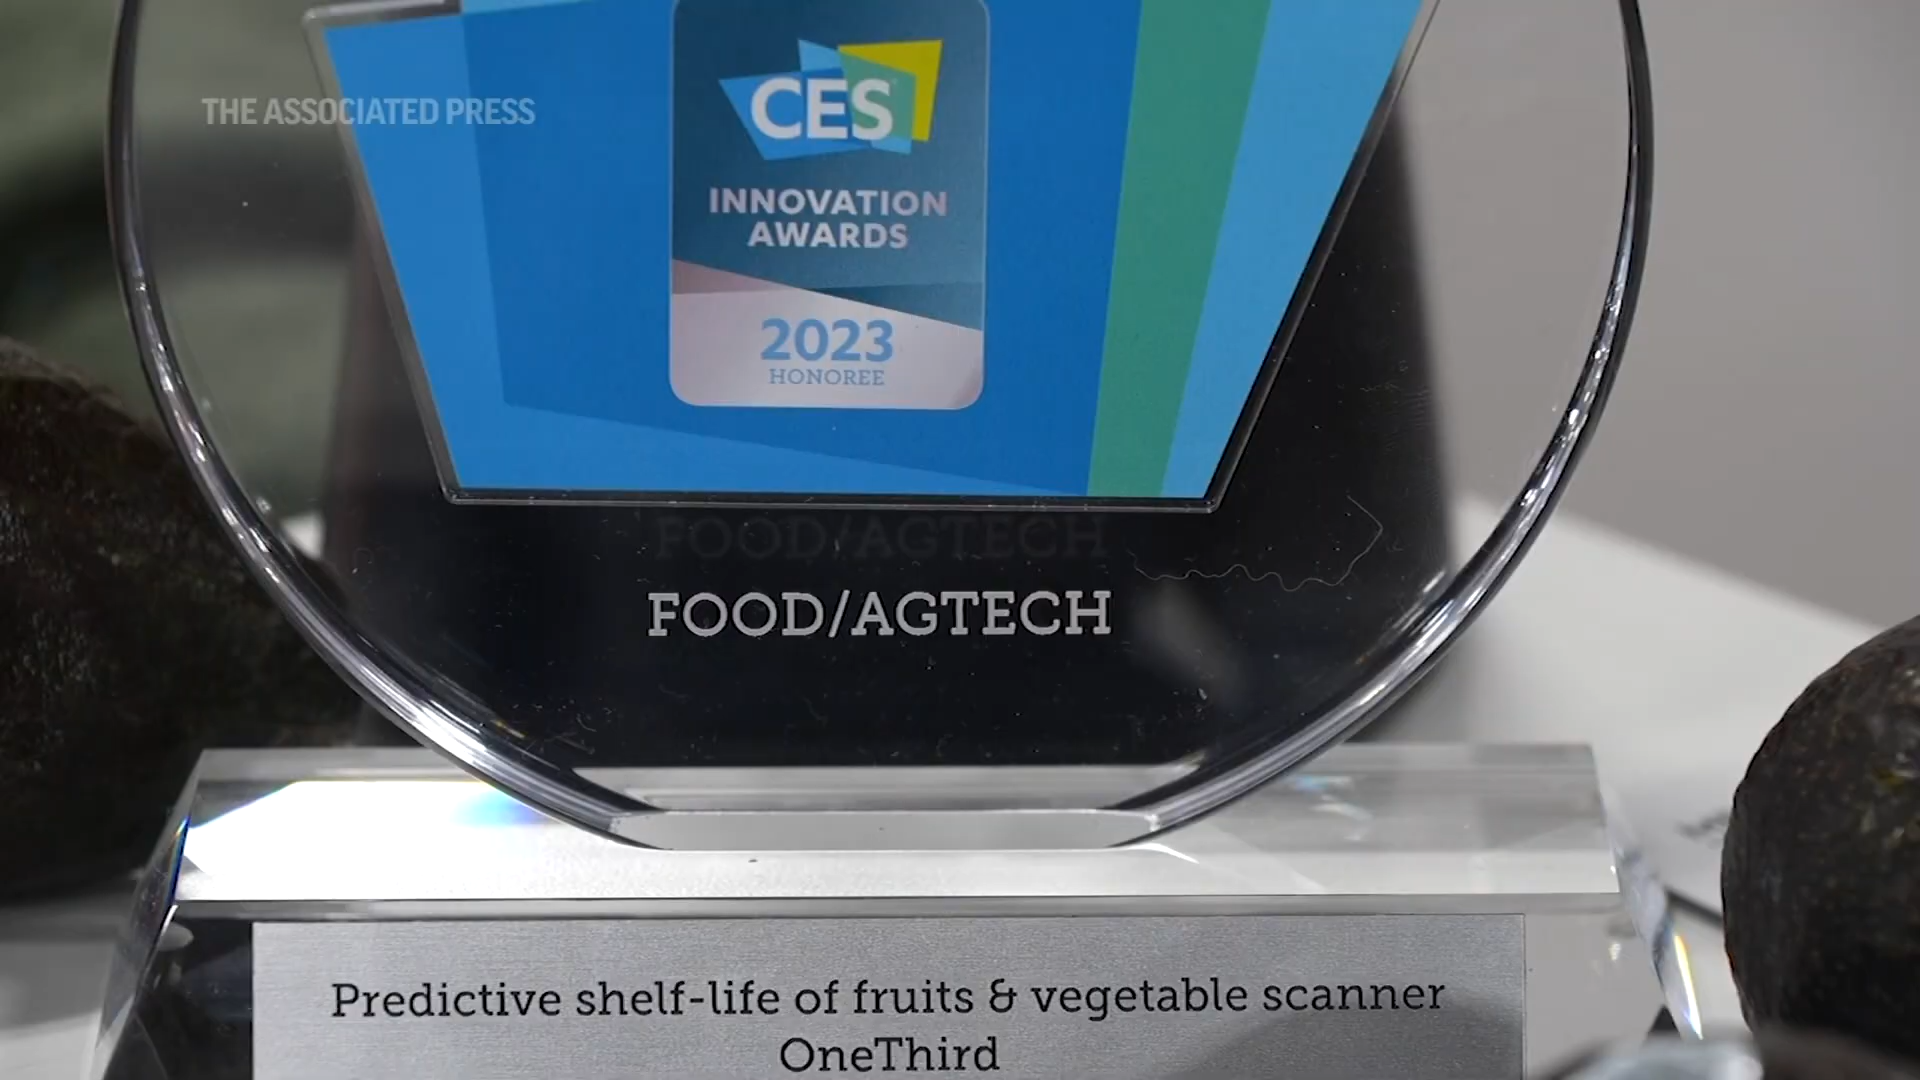 THE ASSOCIATED PRESS
CES
INNOVATION
AWARDS
2023
HONOREE
FOOD/AGTECH
FOOD/AGTECH
Predictive shelf-life of fruits & vegetable scanner
OneThird